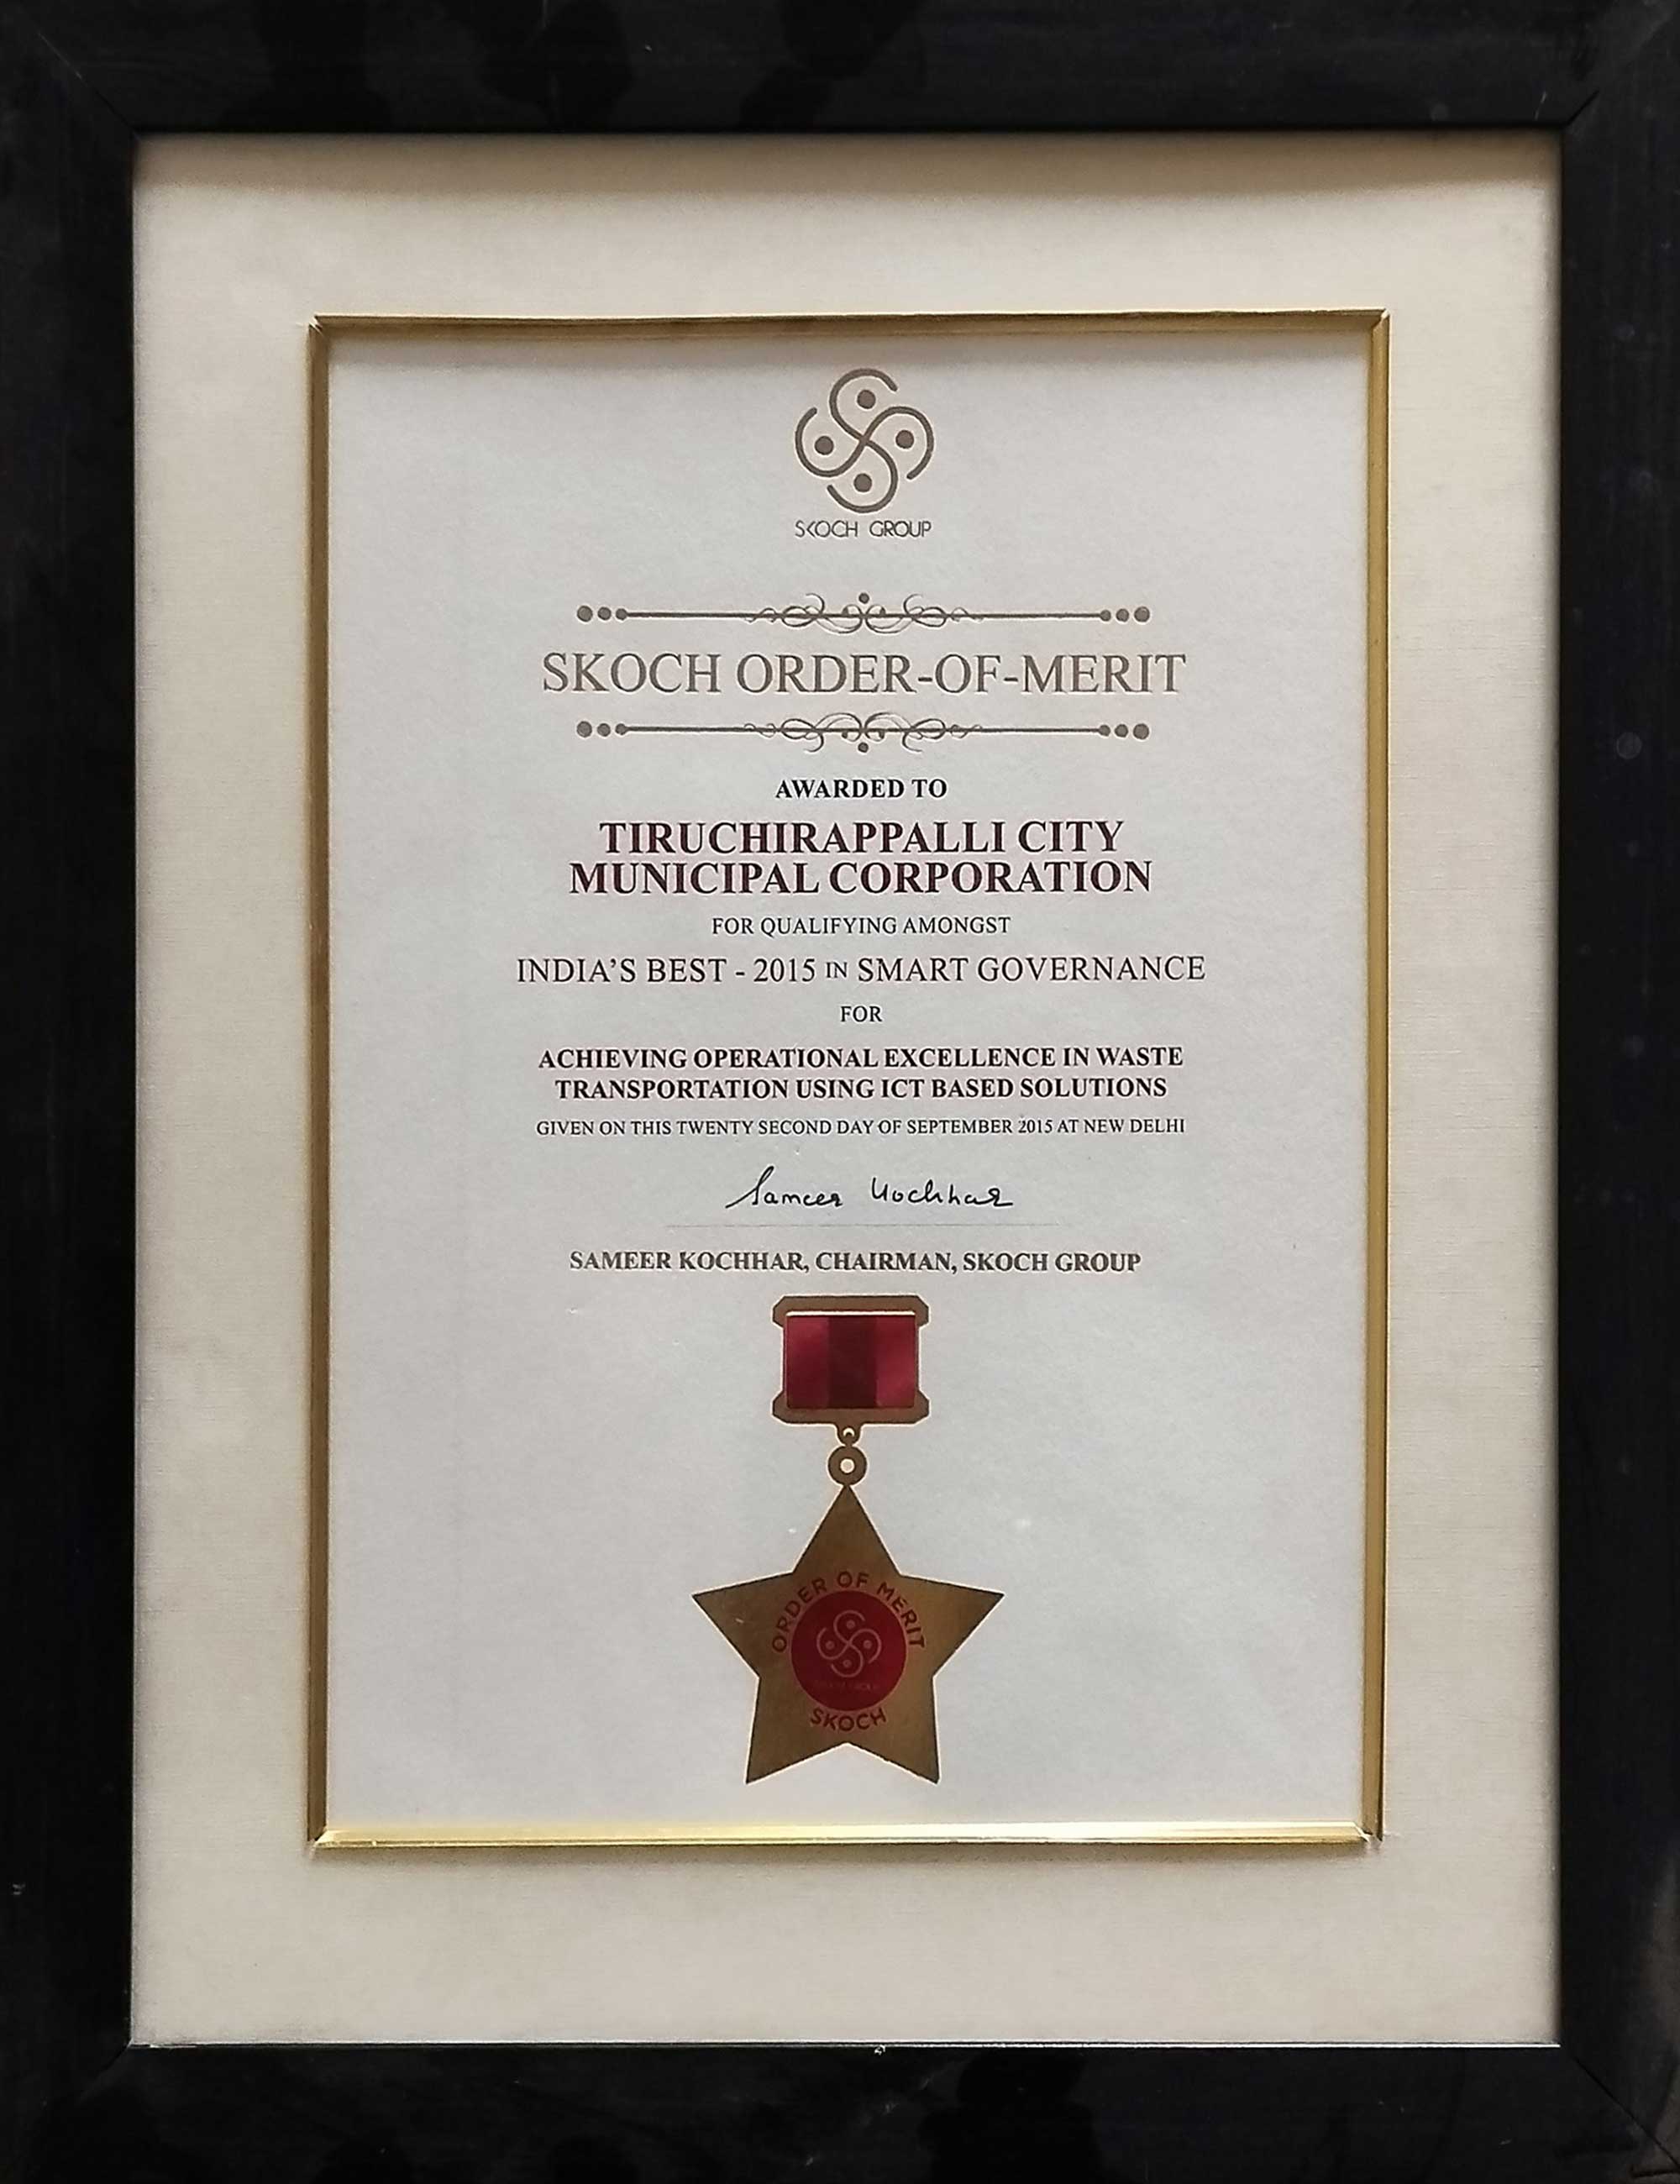 SKOCH GROUP
SKOCH ORDER-OF-MERIT
AWARDED TO
TIRUCHIRAPPALLI CITY
MUNICIPAL CORPORATION
FOR QUALIFYING AMONGST
INDIA'S BEST - 2015 IN SMART GOVERNANCE
FOR
ACHIEVING OPERATIONAL EXCELLENCE IN WASTE
TRANSPORTATION USING ICT BASED SOLUTIONS
GIVEN ON THIS TWENTY SECOND DAY OF SEPTEMBER 2015 AT NEW DELHI
Sameer Kochhar
SAMEER KOCHHAR, CHAIRMAN, SKOCH GROUP
ORDER OF MERIT
SKOCH